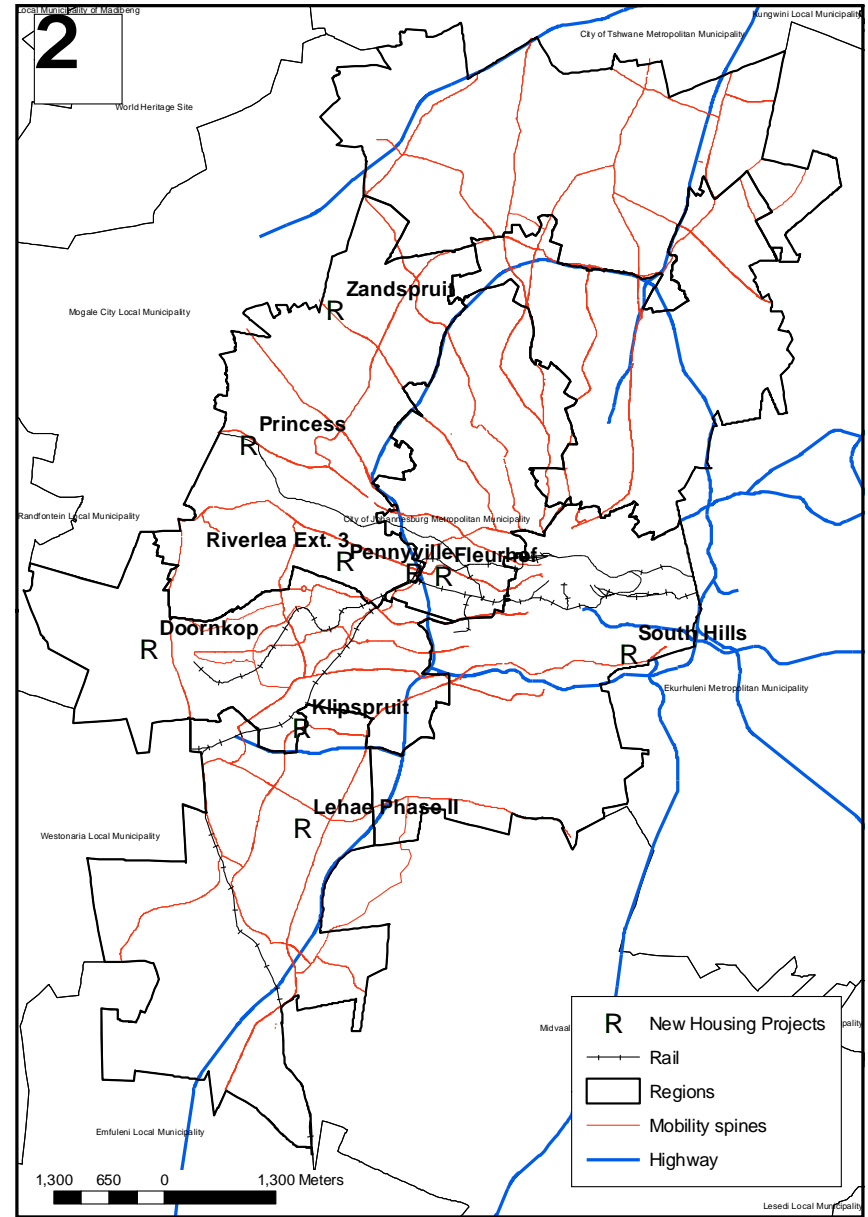 Local Municipality of Madibeng
Kungwini Local Municipality
2
City of Tshwane Metropolitan Municipality
World Heritage Site
Zandspruit
R
Mogale City Local Municipality
Princess
R
Randfontein Local Municipality
City of Johannesburg Metropolitan Municipality
Riverlea Ext. 3
Pennyville
Fleurhof
R
R
R
Doornkop
R
South Hills
R
Ekurhuleni Metropolitan Municipality
Klipspruit
R
Lehae Phase II
R
Westonaria Local Municipality
R New Housing Projects
Midvaal
pality
pality
Rail
Regions
Mobility spines
Highway
Emfuleni Local Municipality
1,300 650 0 1,300 Meters
Lesedi Local Municipality